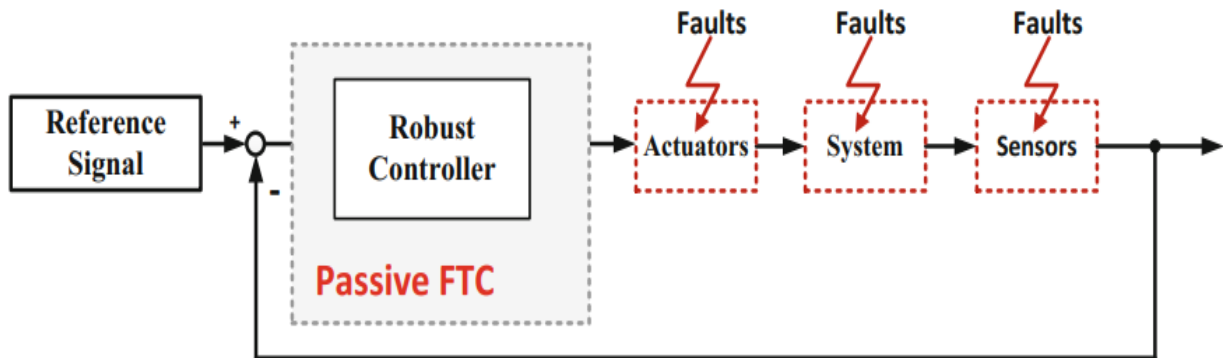 Faults
Faults
Faults
Reference
Signal
+
-
Robust
Controller
Actuators
System
Sensors
Passive FTC